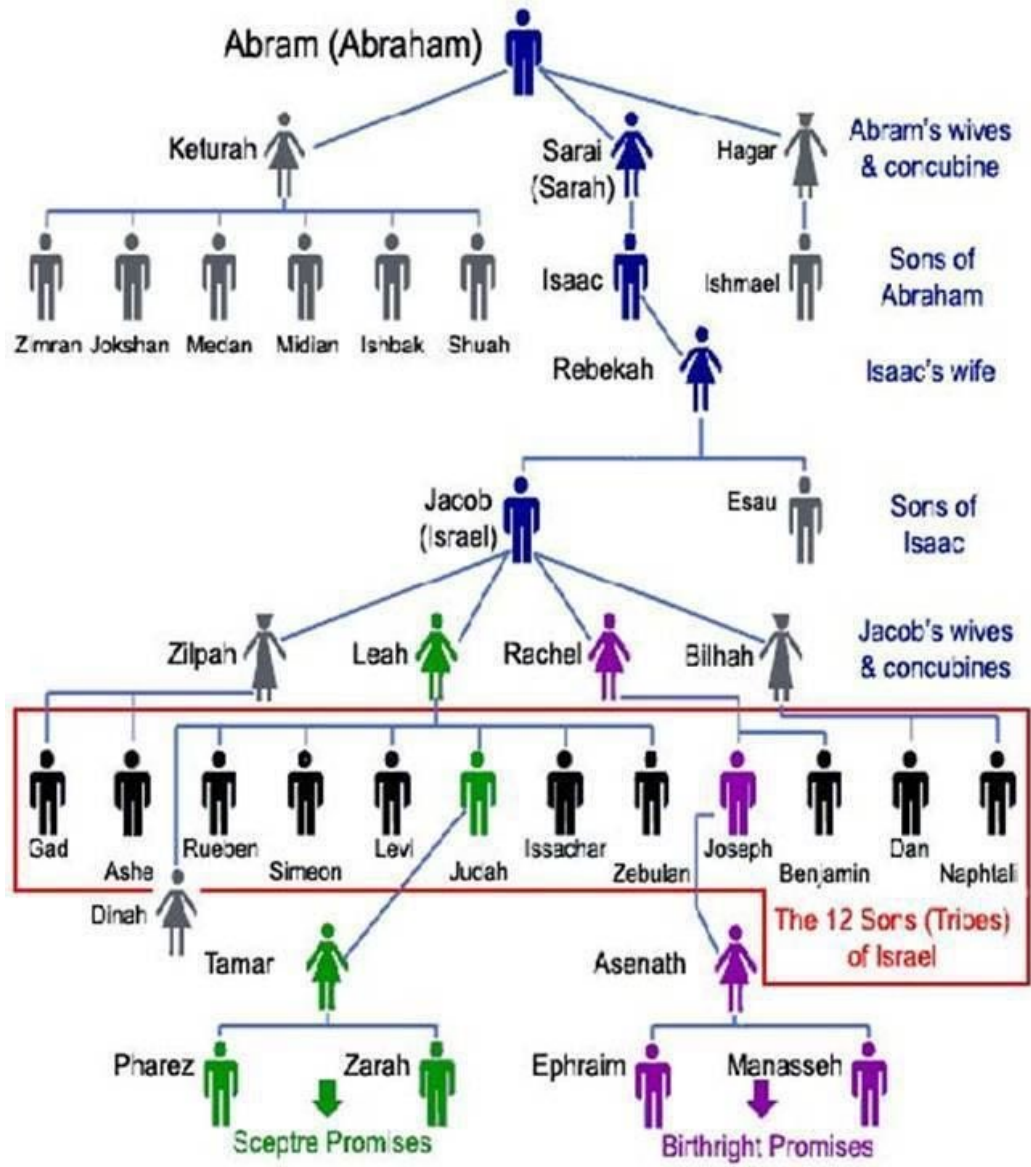 Abram (Abraham)
Keturah
Sarai
(Sarah)
Hagar
Abram's wives
& concubine
Zimran Jokshan Medan Midian Ishbak Shuah
Isaac
Ishmael
Sons of
Abraham
Rebekah
Isaac's wife
Jacob
(Israel)
Esau
Sons of
Isaac
Zilpah
Leah
Rachel
Bilhah
Jacob's wives
& concubines
Gad
Ashe
Rueben
Simeon
Levi
Judah
Issachar
Zebulan
Joseph
Benjamin
Dan
Naphtali
Dinah
The 12 Sons (Tribes)
of Israel
Tamar
Asenath
Pharez
Zarah
Ephraim
Manasseh
Sceptre Promises
Birthright Promises